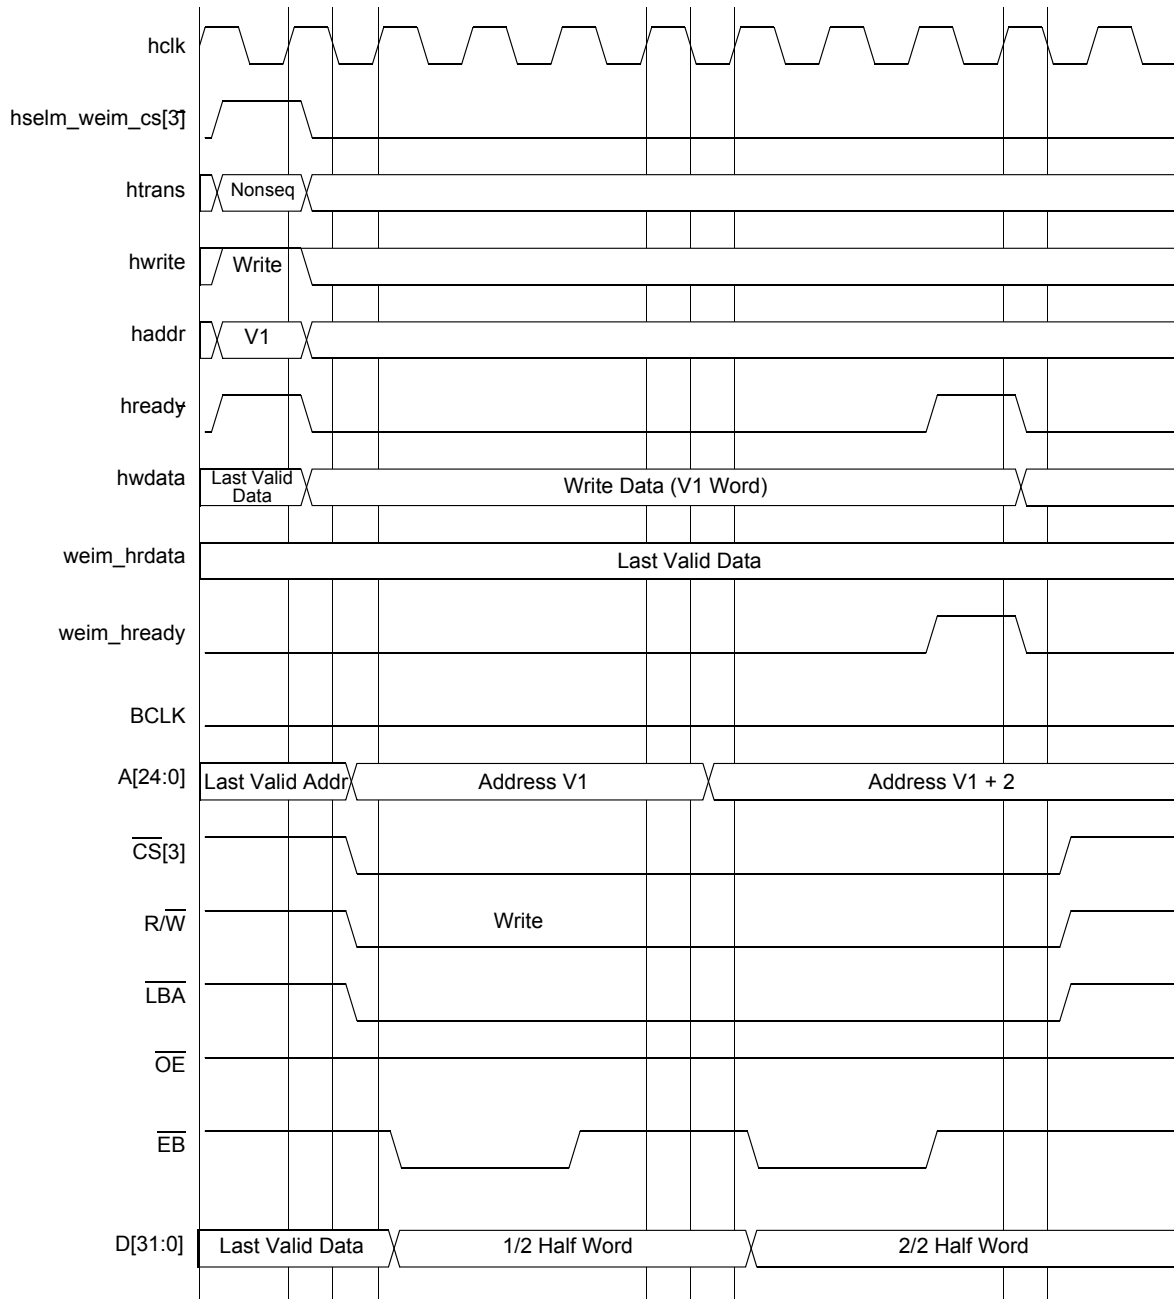 hclk
hselm_weim_cs[3]
htrans Nonseq
hwrite Write
haddr V1
hready
hwdata Last Valid Data Write Data (V1 Word)
weim_hrdata Last Valid Data
weim_hready
BCLK
A[24:0] Last Valid Addr Address V1 Address V1 + 2
CS[3]
R/W Write
LBA
OE
EB
D[31:0] Last Valid Data 1/2 Half Word 2/2 Half Word